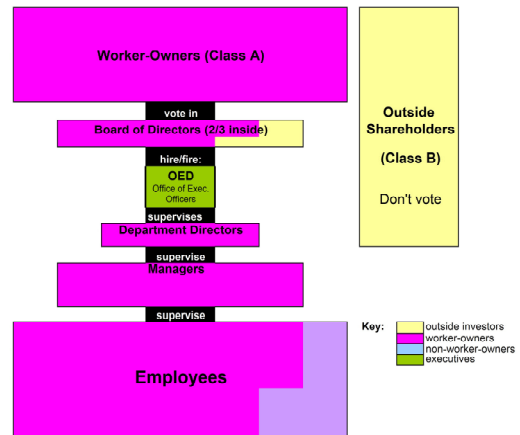 Worker-Owners (Class A)
vote in
Board of Directors (2/3 inside)
hire/fire:
OED
Office of Exec.
Officers
supervises
Department Directors
supervise
Managers
supervise
Employees
Outside
Shareholders
(Class B)
Don't vote
Key:
outside investors
worker-owners
non-worker-owners
executives